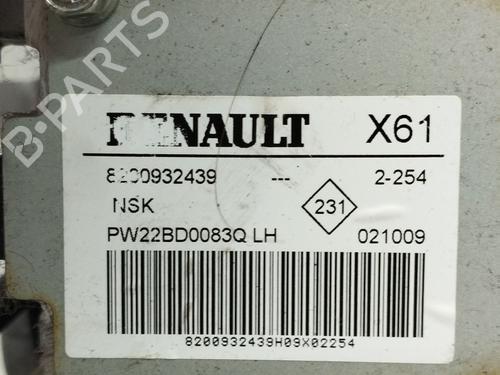 RENAULT X61
8200932439 --- 2-254
NSK 231
PW22BD0083Q LH 021009
8200932439H09X02254
B-PARTS